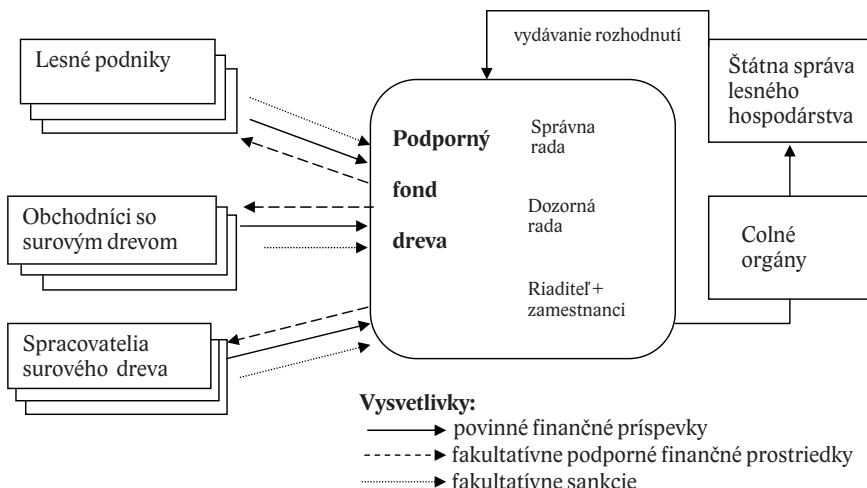 Lesné podniky
Obchodníci so
surovým drevom
Spracovatelia
surového dreva
vydávanie rozhodnutí
Podporný
fond
dreva
Správna
rada
Dozorná
rada
Riaditeľ +
zamestnanci
Štátna správa
lesného
hospodárstva
Colné
orgány
Vysvetlivky:
povinné finančné príspevky
fakultatívne podporné finančné prostriedky
fakultatívne sankcie